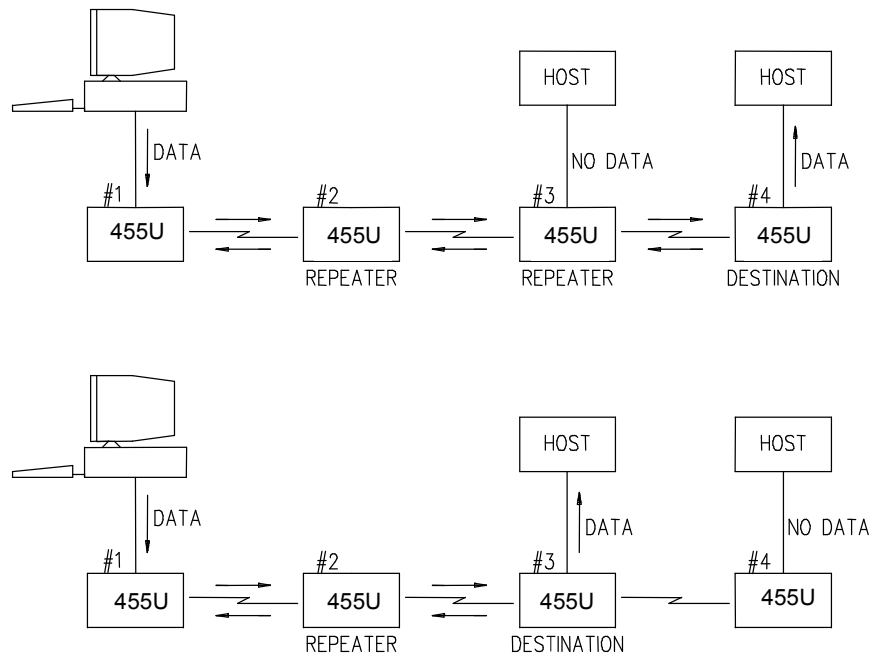 HOST
HOST
DATA
NO DATA
DATA
#1
#2
#3
#4
455U
455U
455U
455U
REPEATER
REPEATER
DESTINATION
HOST
HOST
DATA
DATA
NO DATA
#1
#2
#3
#4
455U
455U
455U
455U
REPEATER
DESTINATION